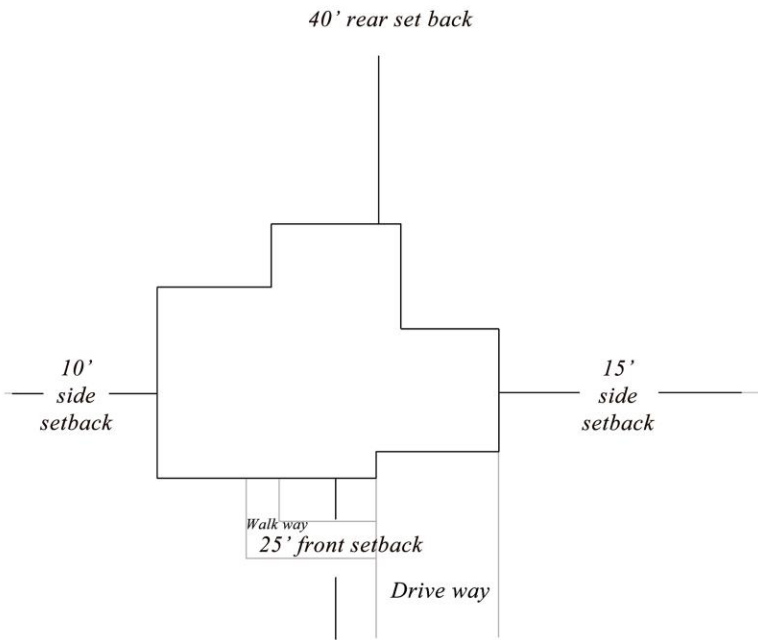 40’ rear set back
10’
side
setback
15’
side
setback
Walk way
25’ front setback
Drive way